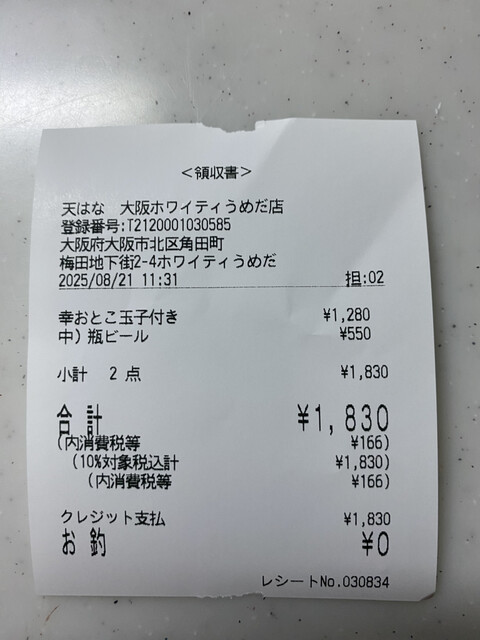 <領収書>
天はな 大阪ホワイティうめだ店
登録番号:T2120001030585
大阪府大阪市北区角田町
梅田地下街2-4ホワイティうめだ
2025/08/21 11:31 担:02
幸おとこ玉子付き ¥1,280
中)瓶ビール ¥550
小計 2点 ¥1,830
合計 ¥1,830
(内消費税等 ¥166)
(10%対象税込計 ¥1,830)
(内消費税等 ¥166)
クレジット支払 ¥1,830
お釣 ¥0
レシートNo.030834